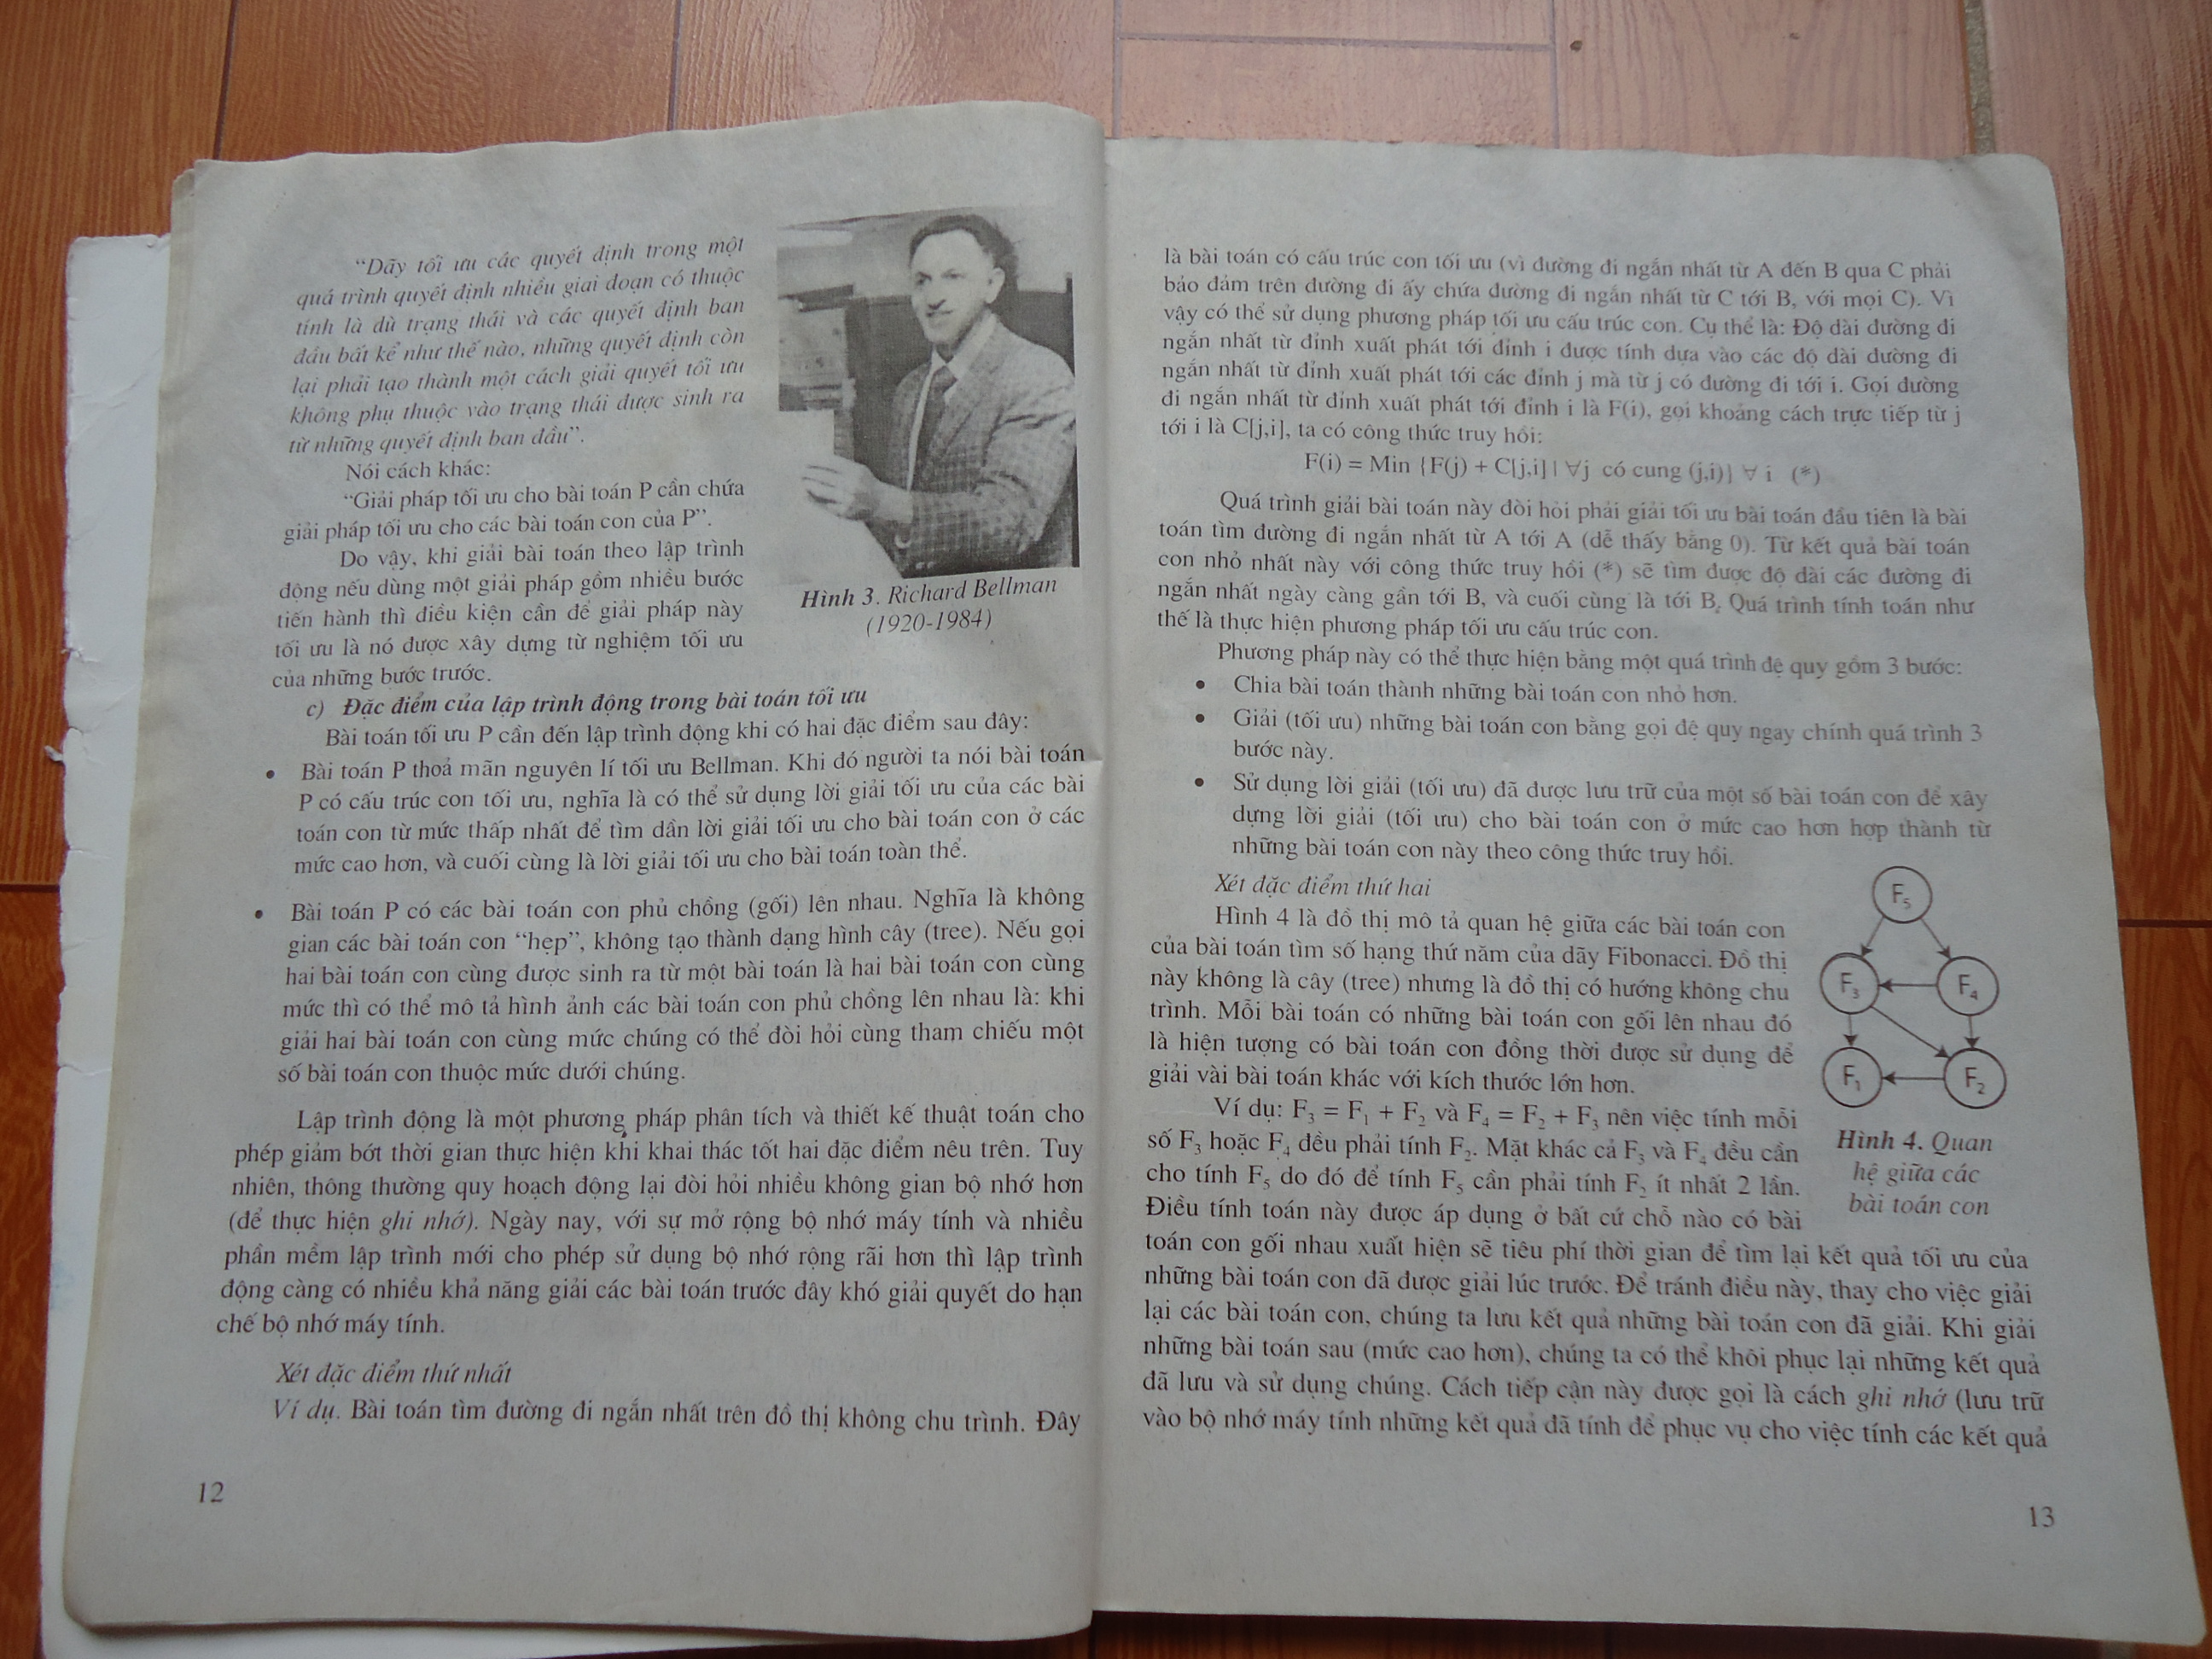 “Dãy tối ưu các quyết định trong một
quá trình quyết định nhiều giai đoạn có thuộc
tính là dù trạng thái và các quyết định ban
đầu bất kể như thế nào, những quyết định còn
lại phải tạo thành một cách giải quyết tối ưu
không phụ thuộc vào trạng thái được sinh ra
từ những quyết định ban đầu”.
Nói cách khác:
“Giải pháp tối ưu cho bài toán P cần chứa
giải pháp tối ưu cho các bài toán con của P”.
Do vậy, khi giải bài toán theo lập trình
động nếu dùng một giải pháp gồm nhiều bước
tiến hành thì điều kiện cần để giải pháp này
tối ưu là nó được xây dựng từ nghiệm tối ưu
của những bước trước.
Hình 3. Richard Bellman
(1920-1984)
c) Đặc điểm của lập trình động trong bài toán tối ưu
Bài toán tối ưu P cần đến lập trình động khi có hai đặc điểm sau đây:
• Bài toán P thoả mãn nguyên lí tối ưu Bellman. Khi đó người ta nói bài toán
P có cấu trúc con tối ưu, nghĩa là có thể sử dụng lời giải tối ưu của các bài
toán con từ mức thấp nhất để tìm dần lời giải tối ưu cho bài toán con ở các
mức cao hơn, và cuối cùng là lời giải tối ưu cho bài toán toàn thể.
• Bài toán P có các bài toán con phủ chồng (gối) lên nhau. Nghĩa là không
gian các bài toán con “hẹp”, không tạo thành dạng hình cây (tree). Nếu gọi
hai bài toán con cùng được sinh ra từ một bài toán là hai bài toán con cùng
mức thì có thể mô tả hình ảnh các bài toán con phủ chồng lên nhau là: khi
giải hai bài toán con cùng mức chúng có thể đòi hỏi cùng tham chiếu một
số bài toán con thuộc mức dưới chúng.
Lập trình động là một phương pháp phân tích và thiết kế thuật toán cho
phép giảm bớt thời gian thực hiện khi khai thác tốt hai đặc điểm nêu trên. Tuy
nhiên, thông thường quy hoạch động lại đòi hỏi nhiều không gian bộ nhớ hơn
(để thực hiện ghi nhớ). Ngày nay, với sự mở rộng bộ nhớ máy tính và nhiều
phần mềm lập trình mới cho phép sử dụng bộ nhớ rộng rãi hơn thì lập trình
động càng có nhiều khả năng giải các bài toán trước đây khó giải quyết do hạn
chế bộ nhớ máy tính.
Xét đặc điểm thứ nhất
Ví dụ. Bài toán tìm đường đi ngắn nhất trên đồ thị không chu trình. Đây
12
là bài toán có cấu trúc con tối ưu (vì đường đi ngắn nhất từ A đến B qua C phải
bảo đảm trên đường đi ấy chứa đường đi ngắn nhất từ C tới B, với mọi C). Vì
vậy có thể sử dụng phương pháp tối ưu cấu trúc con. Cụ thể là: Độ dài đường đi
ngắn nhất từ đỉnh xuất phát tới đỉnh i được tính dựa vào các độ dài đường đi
ngắn nhất từ đỉnh xuất phát tới các đỉnh j mà từ j có đường đi tới i. Gọi đường
đi ngắn nhất từ đỉnh xuất phát tới đỉnh i là F(i), gọi khoảng cách trực tiếp từ j
tới i là C[j,i], ta có công thức truy hồi:
F(i) = Min {F(j) + C[j,i] | ∀j có cung (j,i)} ∀ i (*)
Quá trình giải bài toán này đòi hỏi phải giải tối ưu bài toán đầu tiên là bài
toán tìm đường đi ngắn nhất từ A tới A (dễ thấy bằng 0). Từ kết quả bài toán
con nhỏ nhất này với công thức truy hồi (*) sẽ tìm được độ dài các đường đi
ngắn nhất ngày càng gần tới B, và cuối cùng là tới B. Quá trình tính toán như
thế là thực hiện phương pháp tối ưu cấu trúc con.
Phương pháp này có thể thực hiện bằng một quá trình đệ quy gồm 3 bước:
• Chia bài toán thành những bài toán con nhỏ hơn.
• Giải (tối ưu) những bài toán con bằng gọi đệ quy ngay chính quá trình 3
bước này.
• Sử dụng lời giải (tối ưu) đã được lưu trữ của một số bài toán con để xây
dựng lời giải (tối ưu) cho bài toán con ở mức cao hơn hợp thành từ
những bài toán con này theo công thức truy hồi.
Xét đặc điểm thứ hai
Hình 4 là đồ thị mô tả quan hệ giữa các bài toán con
của bài toán tìm số hạng thứ năm của dãy Fibonacci. Đồ thị
này không là cây (tree) nhưng là đồ thị có hướng không chu
trình. Mỗi bài toán có những bài toán con gối lên nhau đó
là hiện tượng có bài toán con đồng thời được sử dụng để
giải vài bài toán khác với kích thước lớn hơn.
Ví dụ: F₃ = F₁ + F₂ và F₄ = F₂ + F₃ nên việc tính mỗi
số F₃ hoặc F₄ đều phải tính F₂. Mặt khác cả F₃ và F₄ đều cần
cho tính F₅ do đó để tính F₅ cần phải tính F₂ ít nhất 2 lần.
Điều tính toán này được áp dụng ở bất cứ chỗ nào có bài
toán con gối nhau xuất hiện sẽ tiêu phí thời gian để tìm lại kết quả tối ưu của
những bài toán con đã được giải lúc trước. Để tránh điều này, thay cho việc giải
lại các bài toán con, chúng ta lưu kết quả những bài toán con đã giải. Khi giải
những bài toán sau (mức cao hơn), chúng ta có thể khôi phục lại những kết quả
đã lưu và sử dụng chúng. Cách tiếp cận này được gọi là cách ghi nhớ (lưu trữ
vào bộ nhớ máy tính những kết quả đã tính để phục vụ cho việc tính các kết quả
F₅
F₃ F₄
F₁ F₂
Hình 4. Quan
hệ giữa các
bài toán con
13